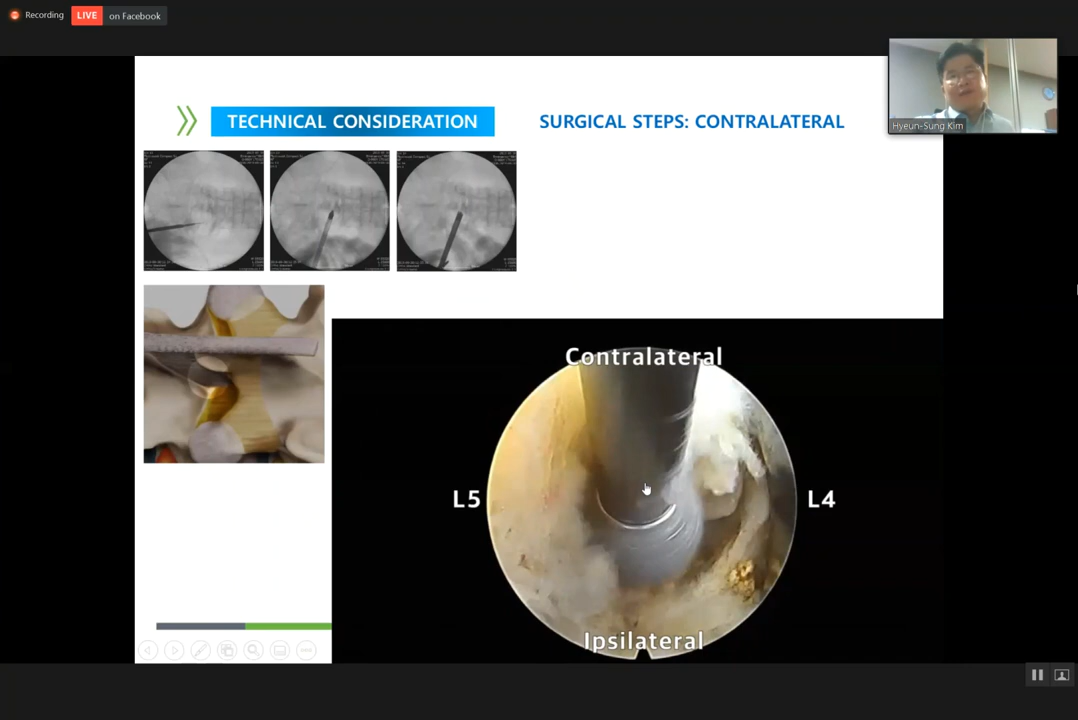 Recording
LIVE on Facebook
Hyeun-Sung Kim
TECHNICAL CONSIDERATION
SURGICAL STEPS: CONTRALATERAL
Contralateral
L5
L4
Ipsilateral